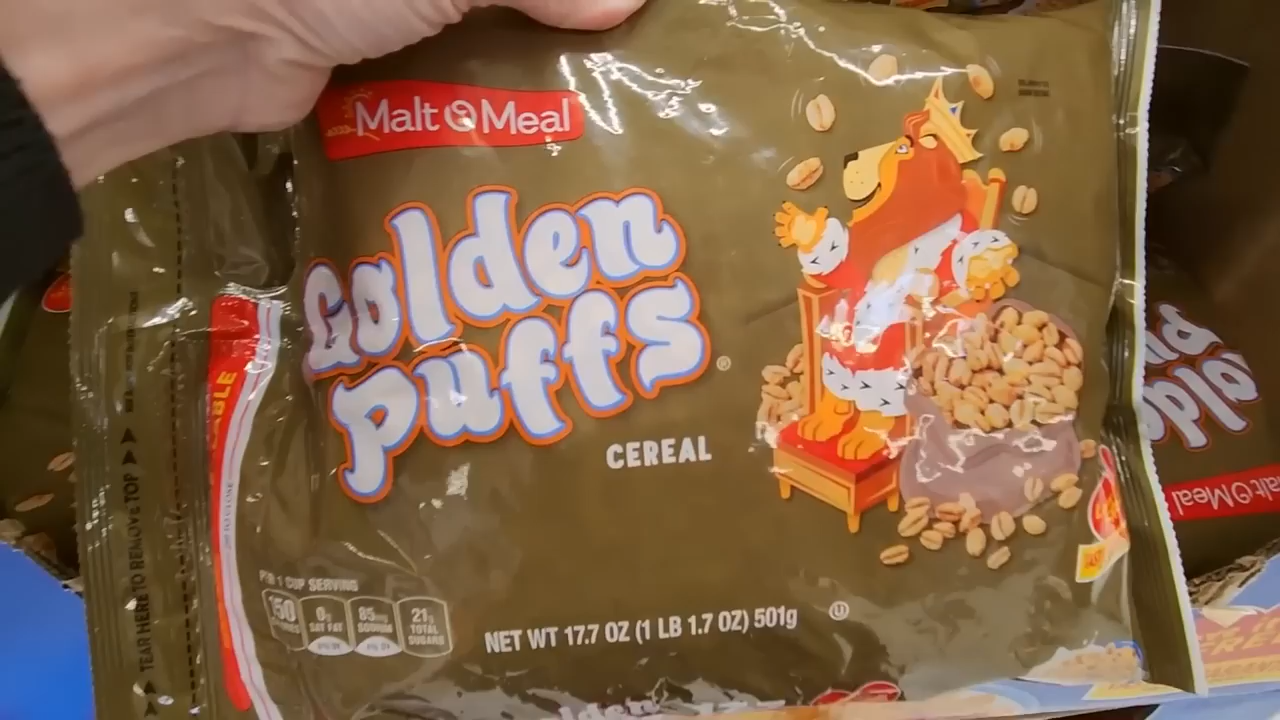 Malt O Meal
Golden
puffs
®
CEREAL
PER 1 CUP SERVING
150
0g
SAT FAT
85mg
SODIUM
21g
TOTAL
SUGARS
NET WT 17.7 OZ (1 LB 1.7 OZ) 501g
U
TEAR HERE TO REMOVE TOP
Malt O Meal
Golden